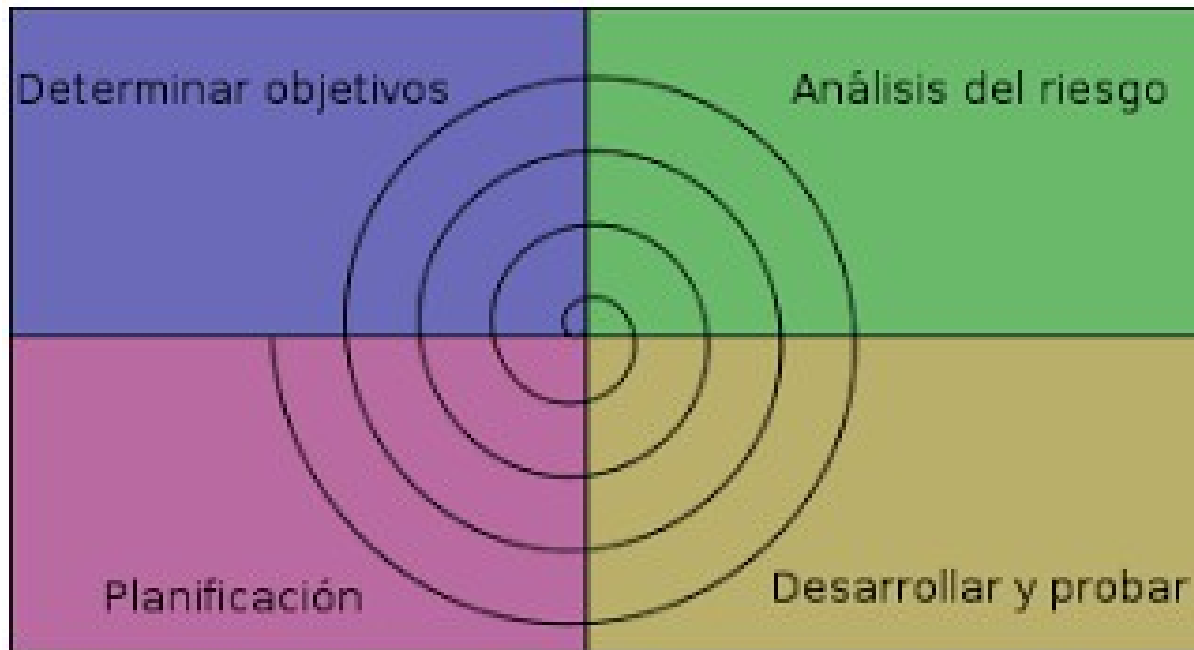 Determinar objetivos
Análisis del riesgo
Planificación
Desarrollar y probar